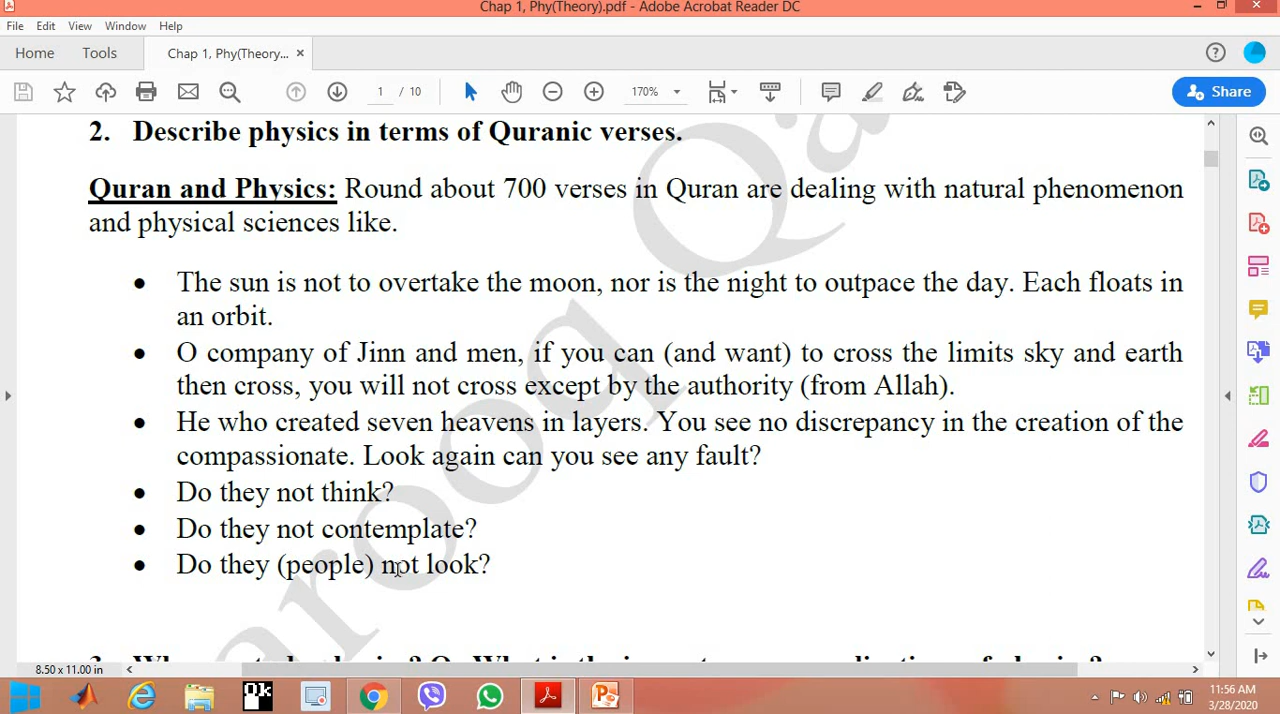 Chap 1, Phy(Theory).pdf - Adobe Acrobat Reader DC
File Edit View Window Help
Home Tools Chap 1, Phy(Theory... ×
1 / 10 170% Share
2. Describe physics in terms of Quranic verses.
Quran and Physics: Round about 700 verses in Quran are dealing with natural phenomenon
and physical sciences like.
• The sun is not to overtake the moon, nor is the night to outpace the day. Each floats in
an orbit.
• O company of Jinn and men, if you can (and want) to cross the limits sky and earth
then cross, you will not cross except by the authority (from Allah).
• He who created seven heavens in layers. You see no discrepancy in the creation of the
compassionate. Look again can you see any fault?
• Do they not think?
• Do they not contemplate?
• Do they (people) not look?
8.50 x 11.00 in
11:56 AM
3/28/2020